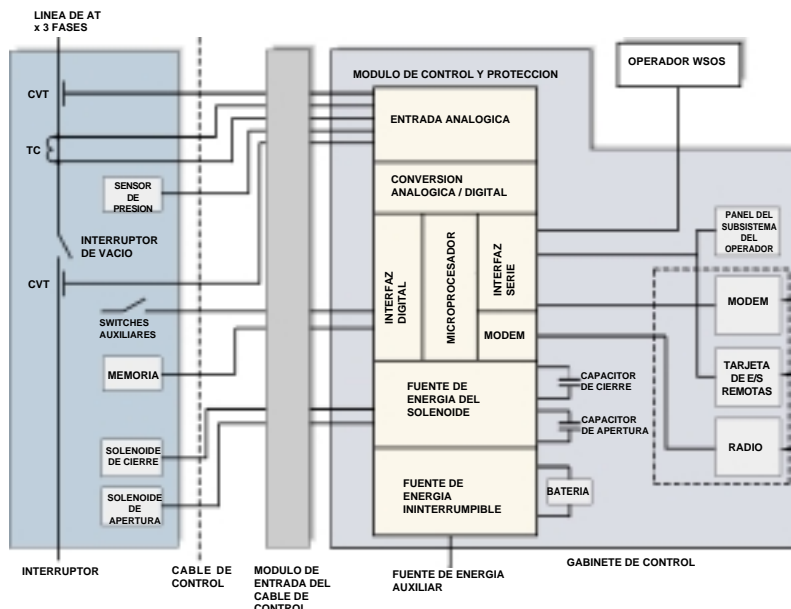 LINEA DE AT
x 3 FASES
OPERADOR WSOS
MODULO DE CONTROL Y PROTECCION
CVT
ENTRADA ANALOGICA
TC
CONVERSION
ANALOGICA / DIGITAL
SENSOR
DE
PRESION
PANEL DEL
SUBSISTEMA
DEL
OPERADOR
INTERRUPTOR
DE VACIO
INTERFAZ
DIGITAL
MICROPROCESADOR
INTERFAZ
SERIE
CVT
MODEM
SWITCHES
AUXILIARES
MODEM
MEMORIA
TARJETA
DE E/S
REMOTAS
FUENTE DE
ENERGIA DEL
SOLENOIDE
CAPACITOR
DE CIERRE
CAPACITOR
DE APERTURA
RADIO
SOLENOIDE
DE CIERRE
SOLENOIDE
DE
APERTURA
FUENTE DE
ENERGIA
ININTERRUMPIBLE
BATERIA
INTERRUPTOR
CABLE DE
CONTROL
MODULO DE
ENTRADA DEL
CABLE DE
CONTROL
FUENTE DE ENERGIA
AUXILIAR
GABINETE DE CONTROL